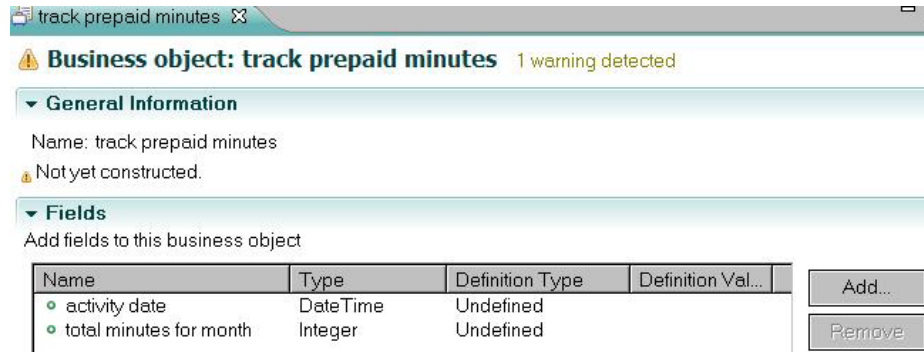 track prepaid minutes
Business object: track prepaid minutes 1 warning detected
General Information
Name: track prepaid minutes
Not yet constructed.
Fields
Add fields to this business object
Name Type Definition Type Definition Val...
activity date DateTime Undefined
total minutes for month Integer Undefined
Add...
Remove